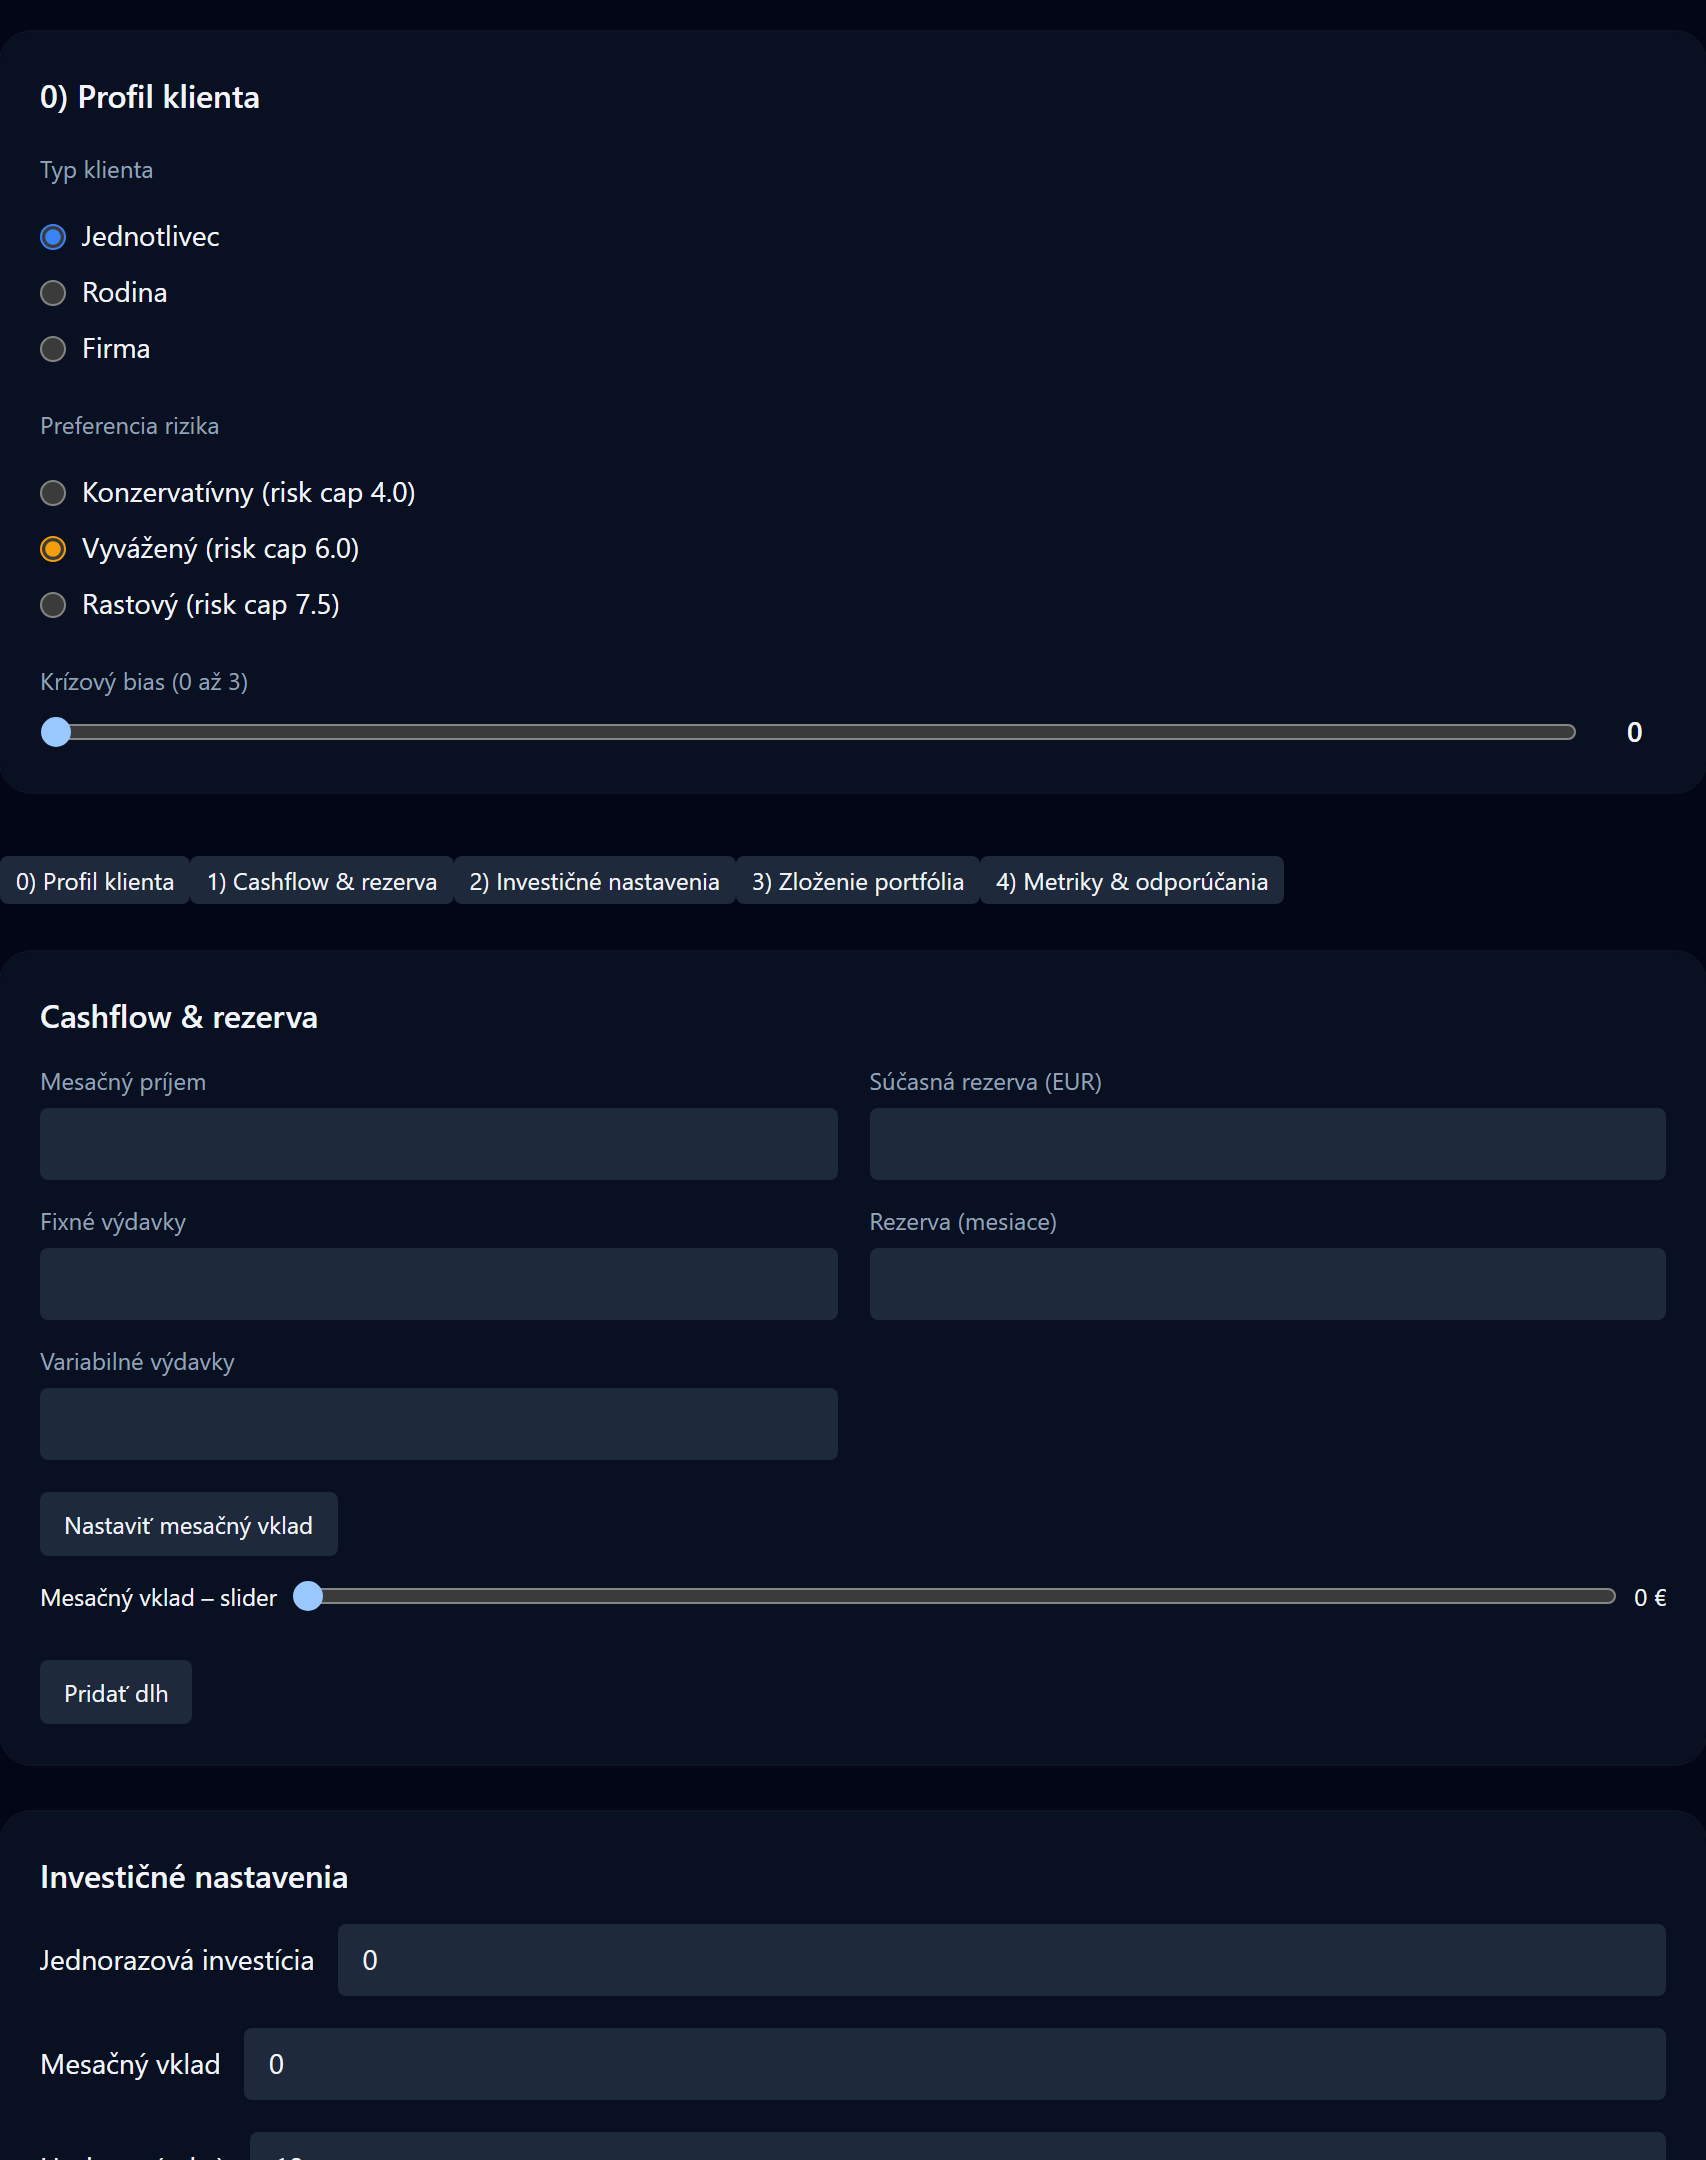 0) Profil klienta
Typ klienta
Jednotlivec
Rodina
Firma
Preferencia rizika
Konzervatívny (risk cap 4.0)
Vyvážený (risk cap 6.0)
Rastový (risk cap 7.5)
Krízový bias (0 až 3)
0
0) Profil klienta 1) Cashflow & rezerva 2) Investičné nastavenia 3) Zloženie portfólia 4) Metriky & odporúčania
Cashflow & rezerva
Mesačný príjem Súčasná rezerva (EUR)
Fixné výdavky Rezerva (mesiace)
Variabilné výdavky
Nastaviť mesačný vklad
Mesačný vklad – slider 0 €
Pridať dlh
Investičné nastavenia
Jednorazová investícia 0
Mesačný vklad 0